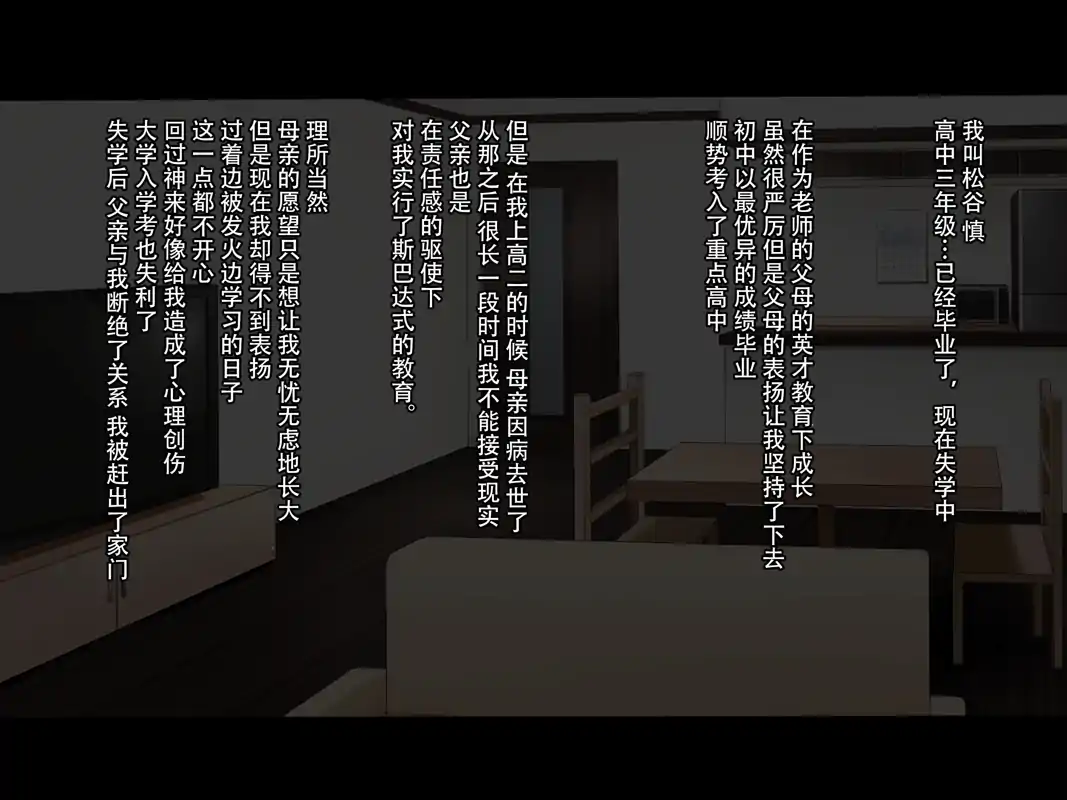 我叫松谷 慎
高中三年级…已经毕业了，现在失学中
在作为老师的父母的英才教育下成长
虽然很严厉但是父母的表扬让我坚持了下去
初中以最优异的成绩毕业
顺势考入了重点高中
但是 在我上高二的时候 母亲因病去世了
从那之后 很长一段时间我不能接受现实
父亲也是
在责任感的驱使下
对我实行了斯巴达式的教育。
理所当然
母亲的愿望只是想让我无忧无虑地长大
但是现在我却得不到表扬
过着边被发火边学习的日子
这一点都不开心
回过神来好像给我造成了心理创伤
大学入学考也失利了
失学后 父亲与我断绝了关系 我被赶出了家门